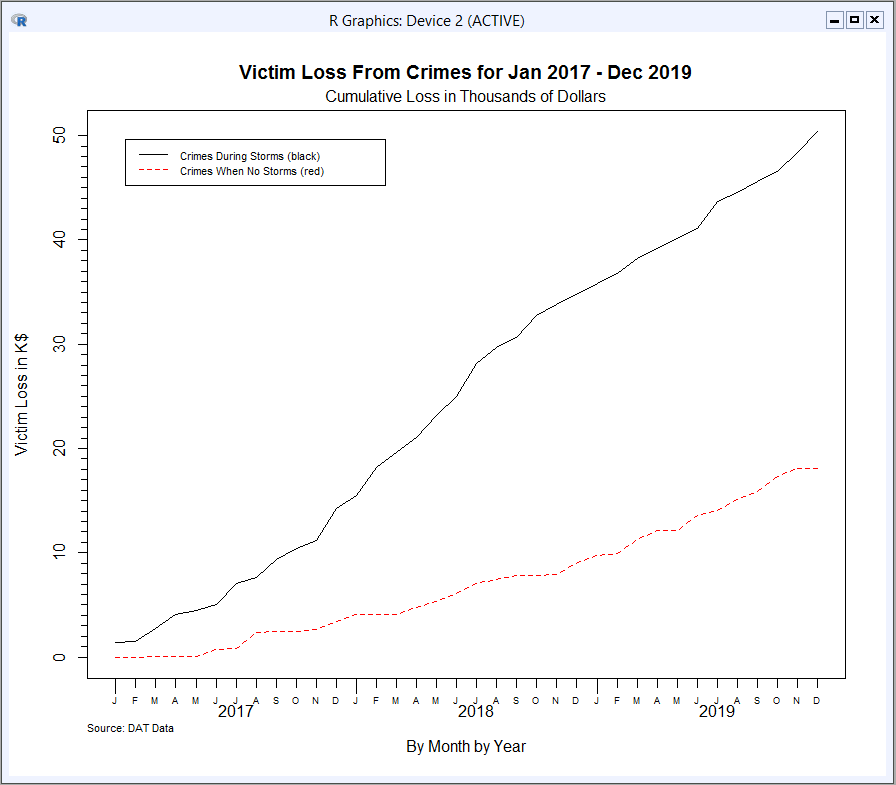 R Graphics: Device 2 (ACTIVE)
Victim Loss From Crimes for Jan 2017 - Dec 2019
Cumulative Loss in Thousands of Dollars
Crimes During Storms (black)
Crimes When No Storms (red)
Victim Loss in K$
50
40
30
20
10
0
J F M A M J J A S O N D J F M A M J J A S O N D J F M A M J J A S O N D
2017 2018 2019
Source: DAT Data
By Month by Year